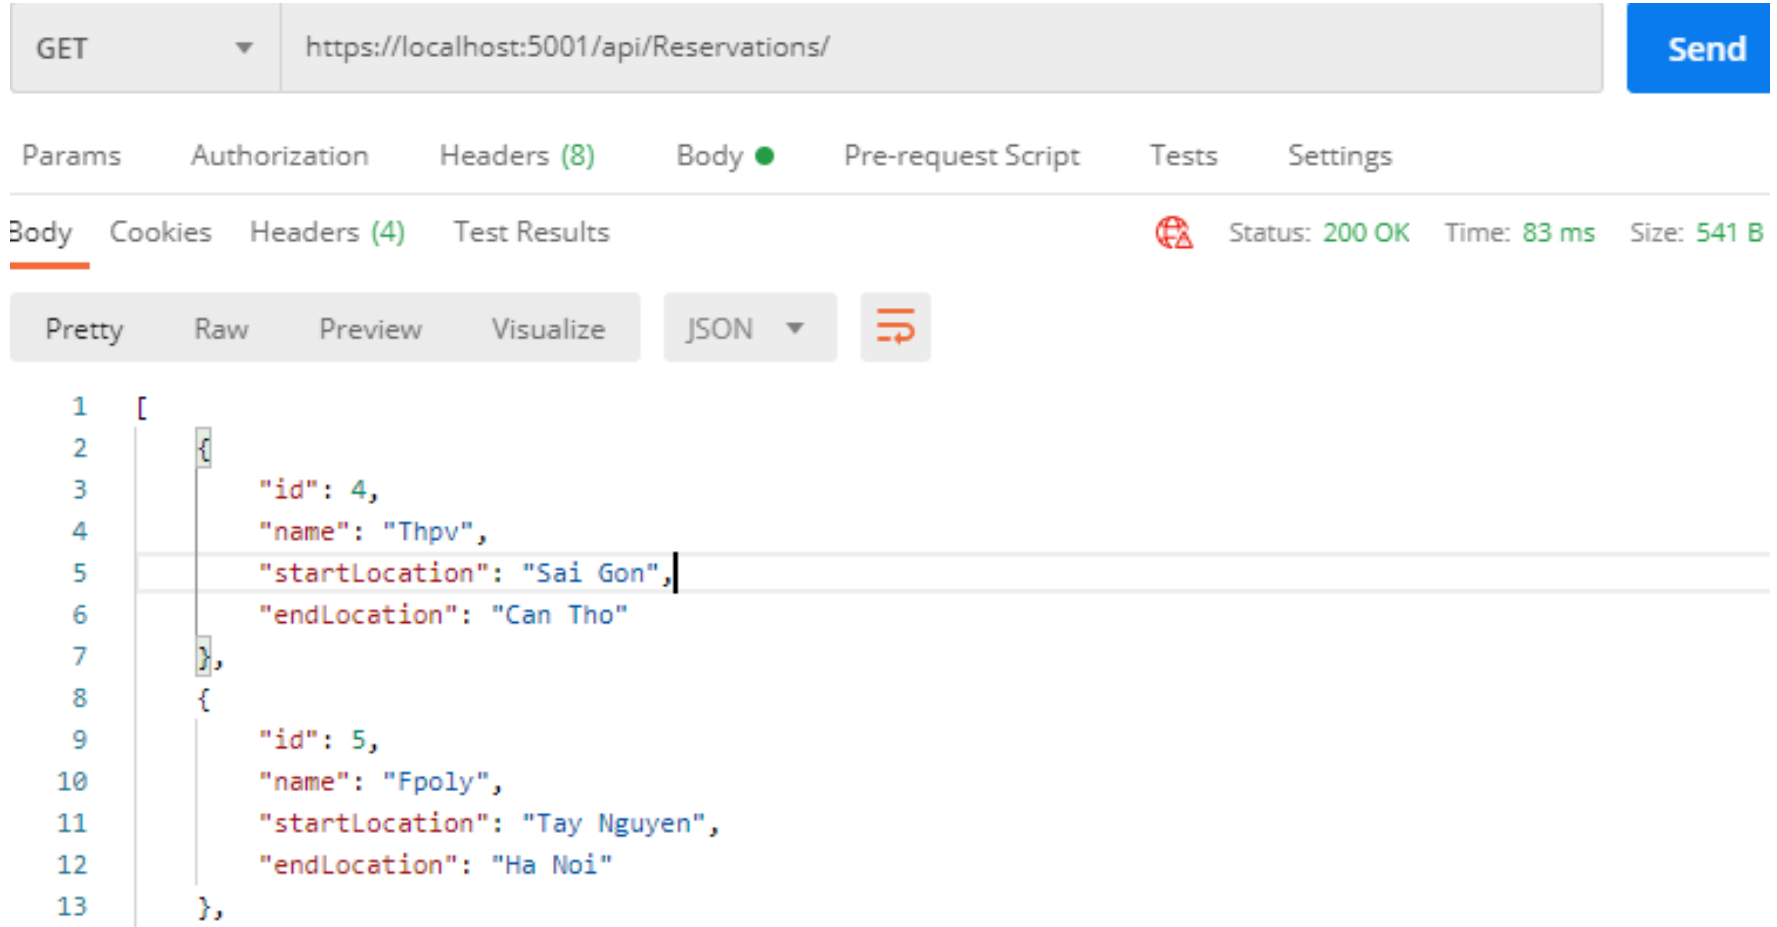 GET https://localhost:5001/api/Reservations/ Send
Params Authorization Headers (8) Body Pre-request Script Tests Settings
Body Cookies Headers (4) Test Results Status: 200 OK Time: 83 ms Size: 541 B
Pretty Raw Preview Visualize JSON
1 [
2 {
3 "id": 4,
4 "name": "Thpv",
5 "startLocation": "Sai Gon",
6 "endLocation": "Can Tho"
7 },
8 {
9 "id": 5,
10 "name": "Fpoly",
11 "startLocation": "Tay Nguyen",
12 "endLocation": "Ha Noi"
13 },